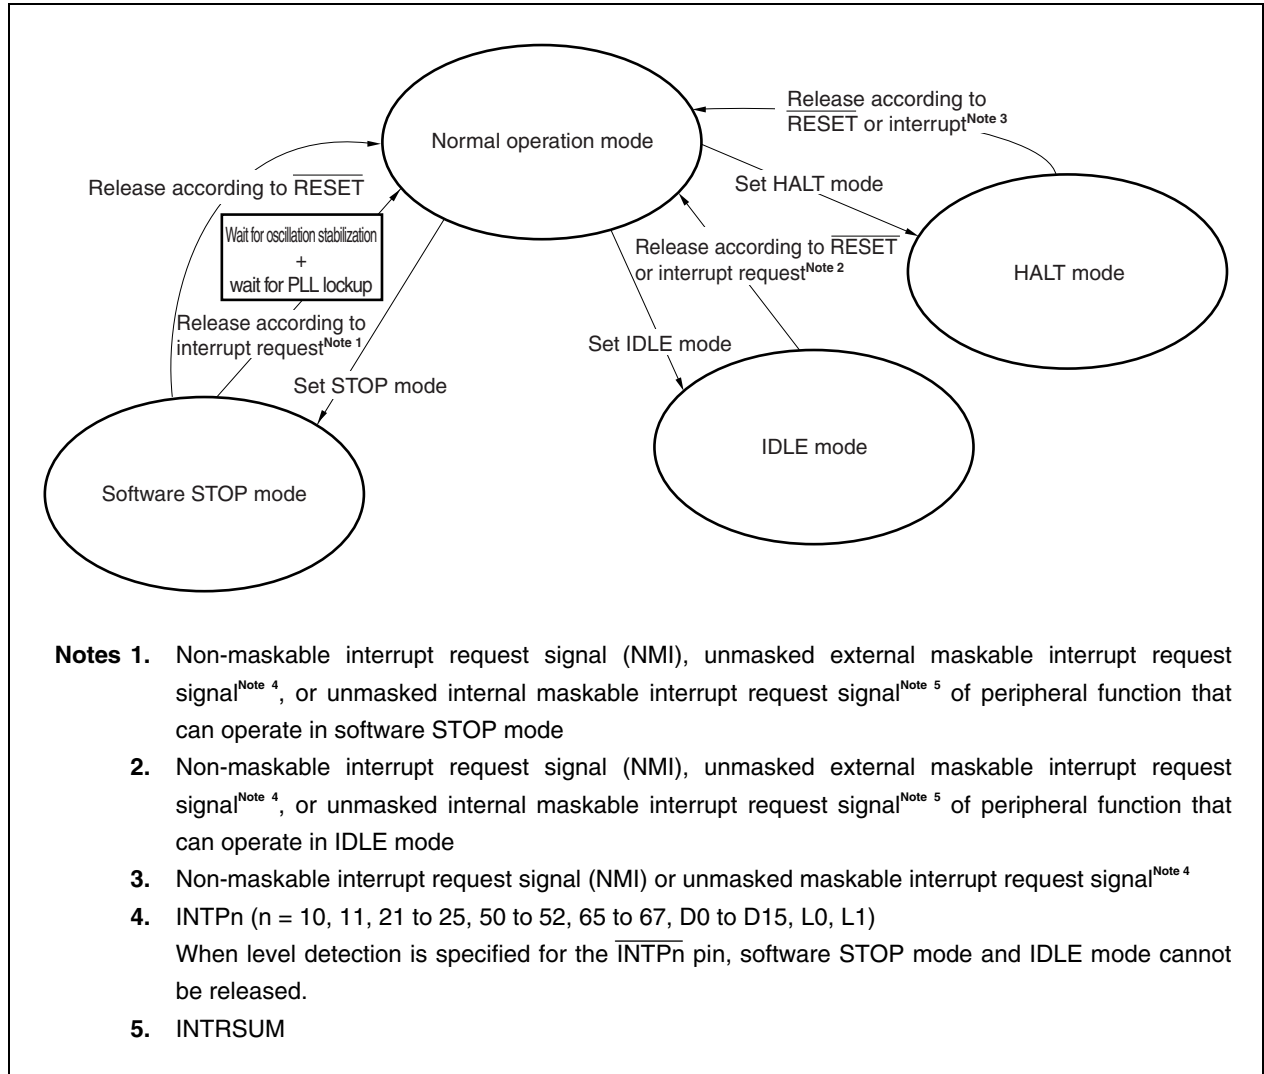 Normal operation mode
Release according to
RESET or interrupt Note 3
Release according to RESET
Set HALT mode
Wait for oscillation stabilization
+
wait for PLL lockup
Release according to RESET
or interrupt request Note 2
HALT mode
Release according to
interrupt request Note 1
Set IDLE mode
Set STOP mode
IDLE mode
Software STOP mode
Notes 1. Non-maskable interrupt request signal (NMI), unmasked external maskable interrupt request
signal Note 4, or unmasked internal maskable interrupt request signal Note 5 of peripheral function that
can operate in software STOP mode
2. Non-maskable interrupt request signal (NMI), unmasked external maskable interrupt request
signal Note 4, or unmasked internal maskable interrupt request signal Note 5 of peripheral function that
can operate in IDLE mode
3. Non-maskable interrupt request signal (NMI) or unmasked maskable interrupt request signal Note 4
4. INTPn (n = 10, 11, 21 to 25, 50 to 52, 65 to 67, D0 to D15, L0, L1)
When level detection is specified for the INTPn pin, software STOP mode and IDLE mode cannot
be released.
5. INTRSUM